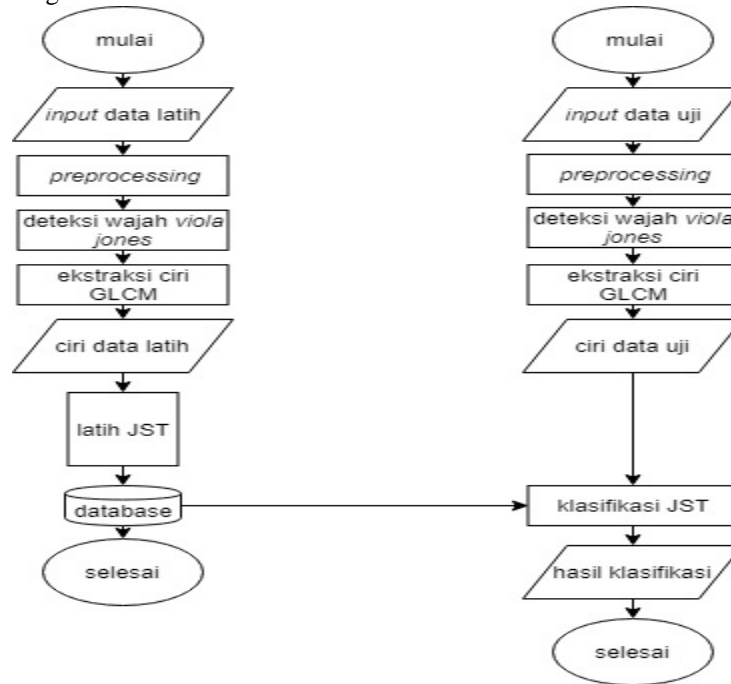 mulai
input data latih
preprocessing
deteksi wajah viola
jones
ekstraksi ciri
GLCM
ciri data latih
latih JST
database
selesai
mulai
input data uji
preprocessing
deteksi wajah viola
jones
ekstraksi ciri
GLCM
ciri data uji
klasifikasi JST
hasil klasifikasi
selesai